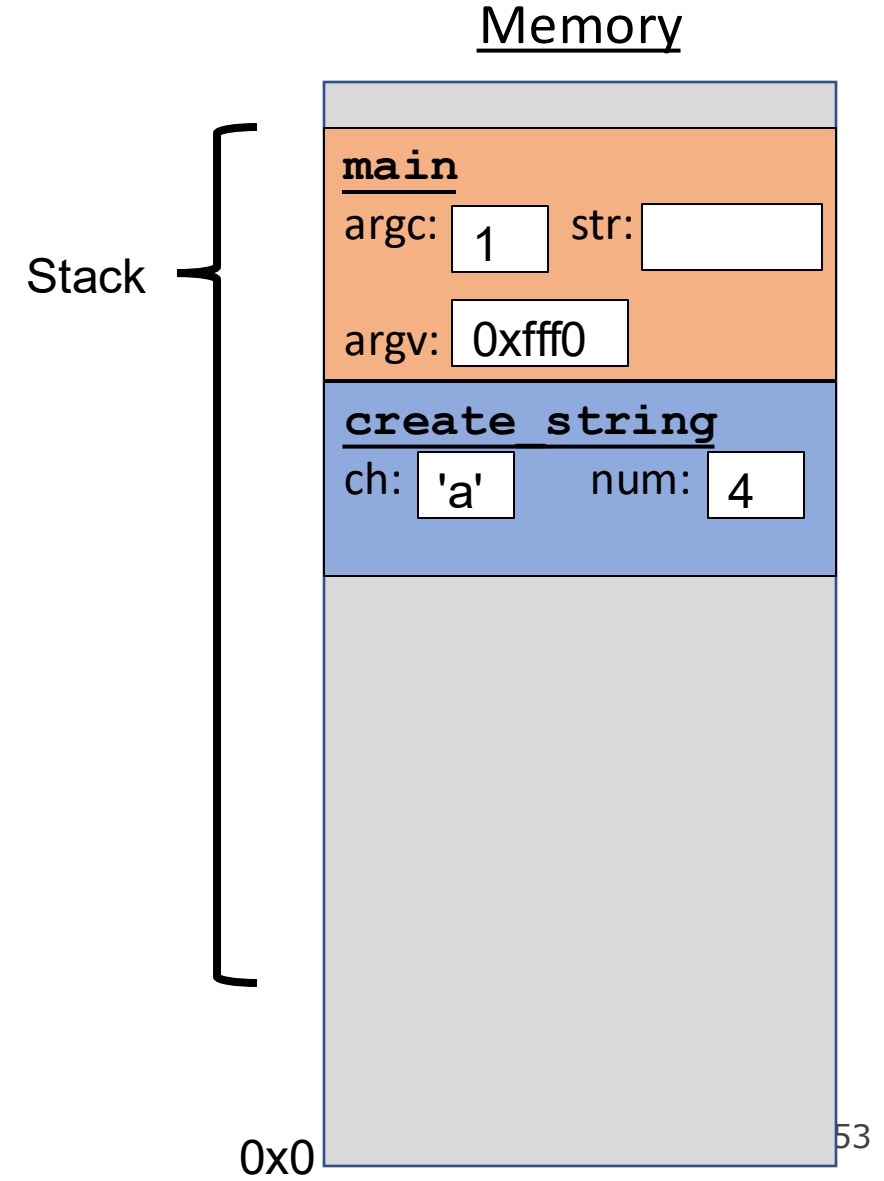 Memory
main
argc: 1 str:
Stack
argv: 0xfff0
create_string
ch: 'a' num: 4
53
0x0